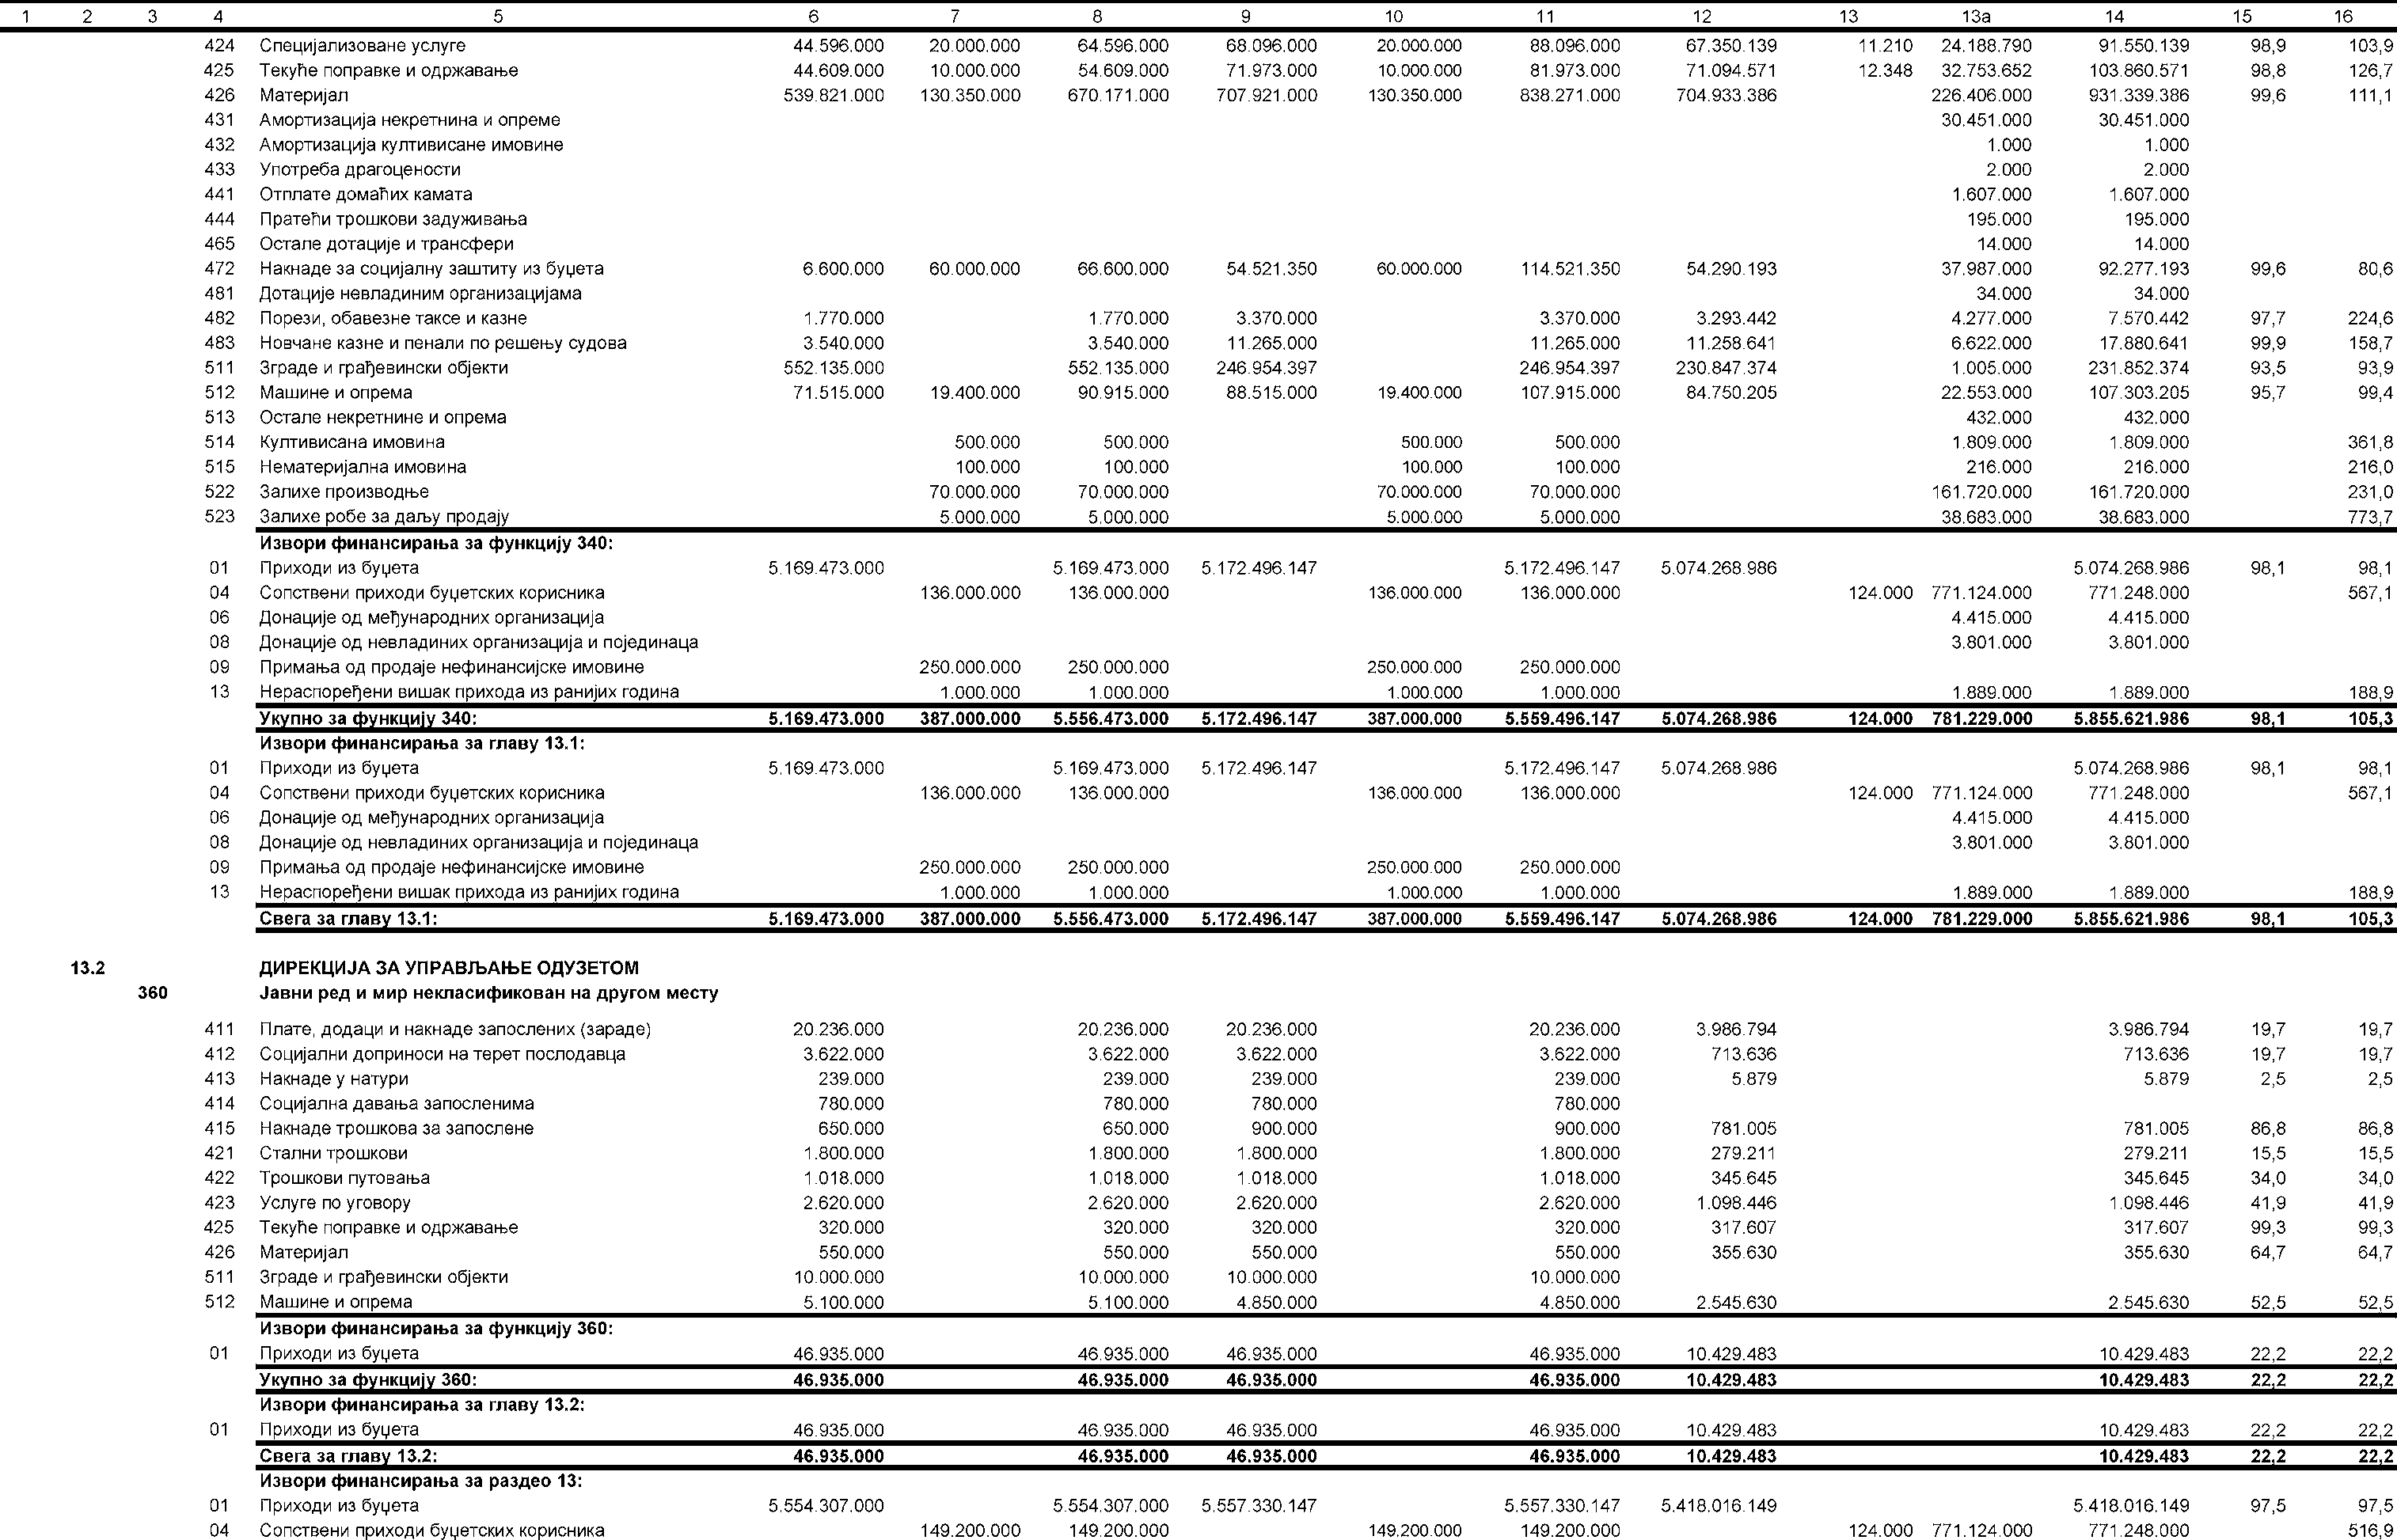 1 2 3 4 5 6 7 8 9 10 11 12 13 13а 14 15 16
424 Специјализоване услуге 44.596.000 20.000.000 64.596.000 68.096.000 20.000.000 88.096.000 67.350.139 11.210 24.188.790 91.550.139 98,9 103,9
425 Текуће поправке и одржавање 44.609.000 10.000.000 54.609.000 71.973.000 10.000.000 81.973.000 71.094.571 12.348 32.753.652 103.860.571 98,8 126,7
426 Материјал 539.821.000 130.350.000 670.171.000 707.921.000 130.350.000 838.271.000 704.933.386 226.406.000 931.339.386 99,6 111,1
431 Амортизација некретнина и опреме 30.451.000 30.451.000
432 Амортизација култивисане имовине 1.000 1.000
433 Употреба драгоцености 2.000 2.000
441 Отплате домаћих камата 1.607.000 1.607.000
444 Пратећи трошкови задуживања 195.000 195.000
465 Остале дотације и трансфери 14.000 14.000
472 Накнаде за социјалну заштиту из буџета 6.600.000 60.000.000 66.600.000 54.521.350 60.000.000 114.521.350 54.290.193 37.987.000 92.277.193 99,6 80,6
481 Дотације невладиним организацијама 34.000 34.000
482 Порези, обавезне таксе и казне 1.770.000 1.770.000 3.370.000 3.370.000 3.293.442 4.277.000 7.570.442 97,7 224,6
483 Новчане казне и пенали по решењу судова 3.540.000 3.540.000 11.265.000 11.265.000 11.258.641 6.622.000 17.880.641 99,9 158,7
511 Зграде и грађевински објекти 552.135.000 552.135.000 246.954.397 246.954.397 230.847.374 1.005.000 231.852.374 93,5 93,9
512 Машине и опрема 71.515.000 19.400.000 90.915.000 88.515.000 19.400.000 107.915.000 84.750.205 22.553.000 107.303.205 95,7 99,4
513 Остале некретнине и опрема 432.000 432.000
514 Култивисана имовина 500.000 500.000 500.000 500.000 1.809.000 1.809.000 361,8
515 Нематеријална имовина 100.000 100.000 100.000 100.000 216.000 216.000 216,0
522 Залихе производње 70.000.000 70.000.000 70.000.000 70.000.000 161.720.000 161.720.000 231,0
523 Залихе робе за даљу продају 5.000.000 5.000.000 5.000.000 5.000.000 38.683.000 38.683.000 773,7
Извори финансирања за функцију 340:
01 Приходи из буџета 5.169.473.000 5.169.473.000 5.172.496.147 5.172.496.147 5.074.268.986 5.074.268.986 98,1 98,1
04 Сопствени приходи буџетских корисника 136.000.000 136.000.000 136.000.000 136.000.000 124.000 771.124.000 771.248.000 567,1
06 Донације од међународних организација 4.415.000 4.415.000
08 Донације од невладиних организација и појединаца 3.801.000 3.801.000
09 Примања од продаје нефинансијске имовине 250.000.000 250.000.000 250.000.000 250.000.000
13 Нераспоређени вишак прихода из ранијих година 1.000.000 1.000.000 1.000.000 1.000.000 1.889.000 1.889.000 188,9
Укупно за функцију 340: 5.169.473.000 387.000.000 5.556.473.000 5.172.496.147 387.000.000 5.559.496.147 5.074.268.986 124.000 781.229.000 5.855.621.986 98,1 105,3
Извори финансирања за главу 13.1:
01 Приходи из буџета 5.169.473.000 5.169.473.000 5.172.496.147 5.172.496.147 5.074.268.986 5.074.268.986 98,1 98,1
04 Сопствени приходи буџетских корисника 136.000.000 136.000.000 136.000.000 136.000.000 124.000 771.124.000 771.248.000 567,1
06 Донације од међународних организација 4.415.000 4.415.000
08 Донације од невладиних организација и појединаца 3.801.000 3.801.000
09 Примања од продаје нефинансијске имовине 250.000.000 250.000.000 250.000.000 250.000.000
13 Нераспоређени вишак прихода из ранијих година 1.000.000 1.000.000 1.000.000 1.000.000 1.889.000 1.889.000 188,9
Свега за главу 13.1: 5.169.473.000 387.000.000 5.556.473.000 5.172.496.147 387.000.000 5.559.496.147 5.074.268.986 124.000 781.229.000 5.855.621.986 98,1 105,3
13.2 ДИРЕКЦИЈА ЗА УПРАВЉАЊЕ ОДУЗЕТОМ
360 Јавни ред и мир некласификован на другом месту
411 Плате, додаци и накнаде запослених (зараде) 20.236.000 20.236.000 20.236.000 20.236.000 3.986.794 3.986.794 19,7 19,7
412 Социјални доприноси на терет послодавца 3.622.000 3.622.000 3.622.000 3.622.000 713.636 713.636 19,7 19,7
413 Накнаде у натури 239.000 239.000 239.000 239.000 5.879 5.879 2,5 2,5
414 Социјална давања запосленима 780.000 780.000 780.000 780.000
415 Накнаде трошкова за запослене 650.000 650.000 900.000 900.000 781.005 781.005 86,8 86,8
421 Стални трошкови 1.800.000 1.800.000 1.800.000 1.800.000 279.211 279.211 15,5 15,5
422 Трошкови путовања 1.018.000 1.018.000 1.018.000 1.018.000 345.645 345.645 34,0 34,0
423 Услуге по уговору 2.620.000 2.620.000 2.620.000 2.620.000 1.098.446 1.098.446 41,9 41,9
425 Текуће поправке и одржавање 320.000 320.000 320.000 320.000 317.607 317.607 99,3 99,3
426 Материјал 550.000 550.000 550.000 550.000 355.630 355.630 64,7 64,7
511 Зграде и грађевински објекти 10.000.000 10.000.000 10.000.000 10.000.000
512 Машине и опрема 5.100.000 5.100.000 4.850.000 4.850.000 2.545.630 2.545.630 52,5 52,5
Извори финансирања за функцију 360:
01 Приходи из буџета 46.935.000 46.935.000 46.935.000 46.935.000 10.429.483 10.429.483 22,2 22,2
Укупно за функцију 360: 46.935.000 46.935.000 46.935.000 46.935.000 10.429.483 10.429.483 22,2 22,2
Извори финансирања за главу 13.2:
01 Приходи из буџета 46.935.000 46.935.000 46.935.000 46.935.000 10.429.483 10.429.483 22,2 22,2
Свега за главу 13.2: 46.935.000 46.935.000 46.935.000 46.935.000 10.429.483 10.429.483 22,2 22,2
Извори финансирања за раздео 13:
01 Приходи из буџета 5.554.307.000 5.554.307.000 5.557.330.147 5.557.330.147 5.418.016.149 5.418.016.149 97,5 97,5
04 Сопствени приходи буџетских корисника 149.200.000 149.200.000 149.200.000 149.200.000 124.000 771.124.000 771.248.000 516,9